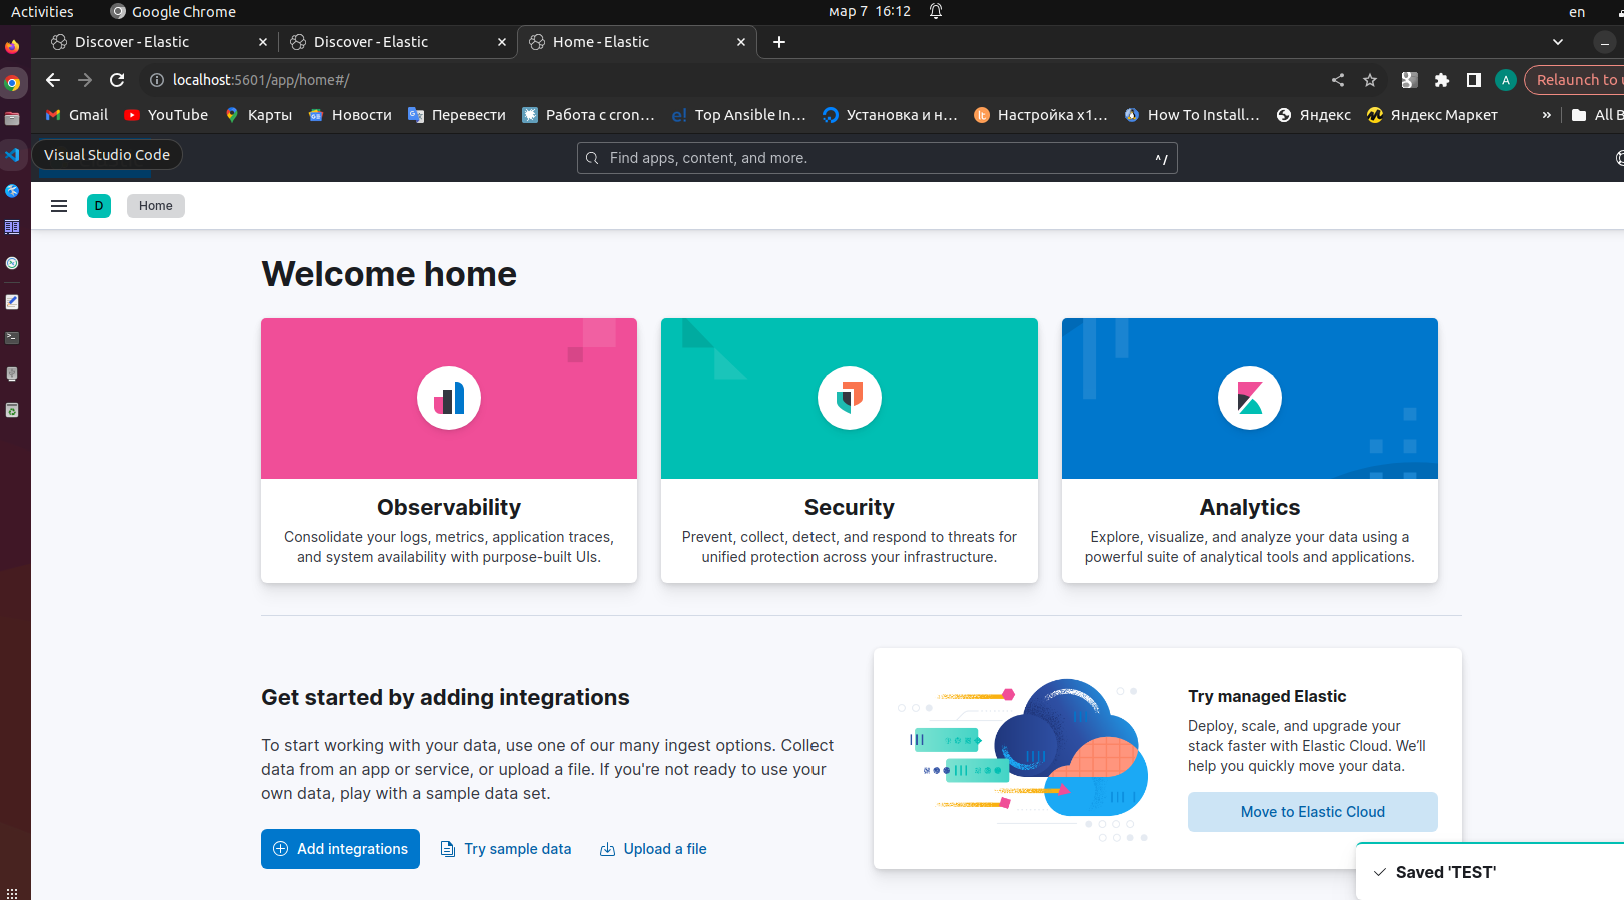 Activities Google Chrome мар 7 16:12 en
Discover - Elastic Discover - Elastic Home - Elastic
localhost:5601/app/home#/ A Relaunch to
Gmail YouTube Карты Новости Перевести Работа с cron… Top Ansible In… Установка и н… Настройка x1… How To Install… Яндекс Яндекс Маркет » All B
Visual Studio Code Find apps, content, and more. ^/
D Home
Welcome home
Observability
Consolidate your logs, metrics, application traces,
and system availability with purpose-built UIs.
Security
Prevent, collect, detect, and respond to threats for
unified protection across your infrastructure.
Analytics
Explore, visualize, and analyze your data using a
powerful suite of analytical tools and applications.
Get started by adding integrations
To start working with your data, use one of our many ingest options. Collect
data from an app or service, or upload a file. If you're not ready to use your
own data, play with a sample data set.
Add integrations Try sample data Upload a file
Try managed Elastic
Deploy, scale, and upgrade your
stack faster with Elastic Cloud. We’ll
help you quickly move your data.
Move to Elastic Cloud
Saved 'TEST'